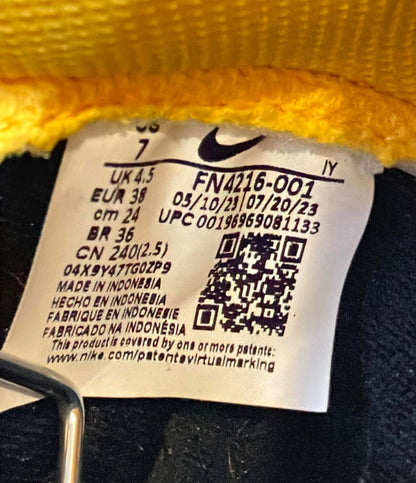 US
7
IY
UK 4.5
FN4216-001
EUR 38
05/10/23 07/20/23
cm 24
UPC 00196969081133
BR 36
CN 240(2.5)
04X9Y47TG0ZP9
MADE IN INDONESIA
HECHO EN INDONESIA
FABRIQUE EN INDONESIE
FABRICADO NA INDONÉSIA
This product is covered by one or more patents:
www.nike.com/patentsvirtualmarking